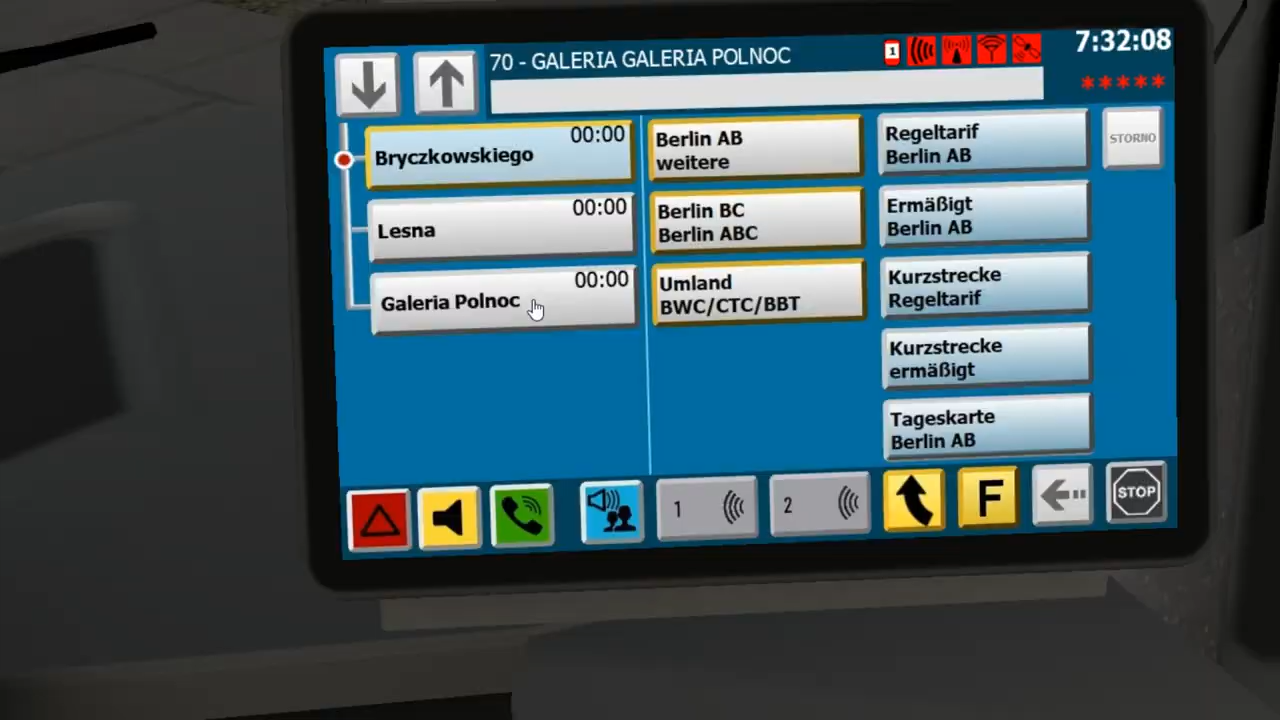 70 - GALERIA GALERIA POLNOC
1
7:32:08
*****
Bryczkowskiego
00:00
Lesna
00:00
Galeria Polnoc
00:00
Berlin AB
weitere
Berlin BC
Berlin ABC
Umland
BWC/CTC/BBT
Regeltarif
Berlin AB
Ermäßigt
Berlin AB
Kurzstrecke
Regeltarif
Kurzstrecke
ermäßigt
Tageskarte
Berlin AB
STORNO
1
2
F
STOP